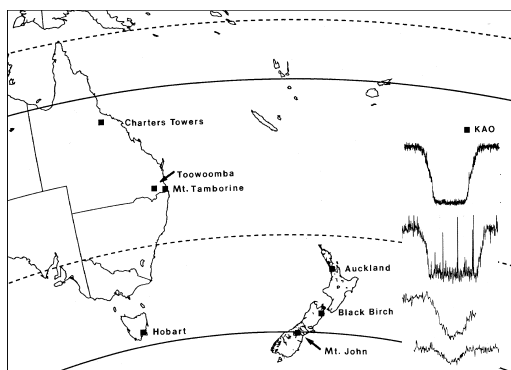 KAO
Charters Towers
Toowoomba
Mt. Tamborine
Auckland
Black Birch
Hobart
Mt. John